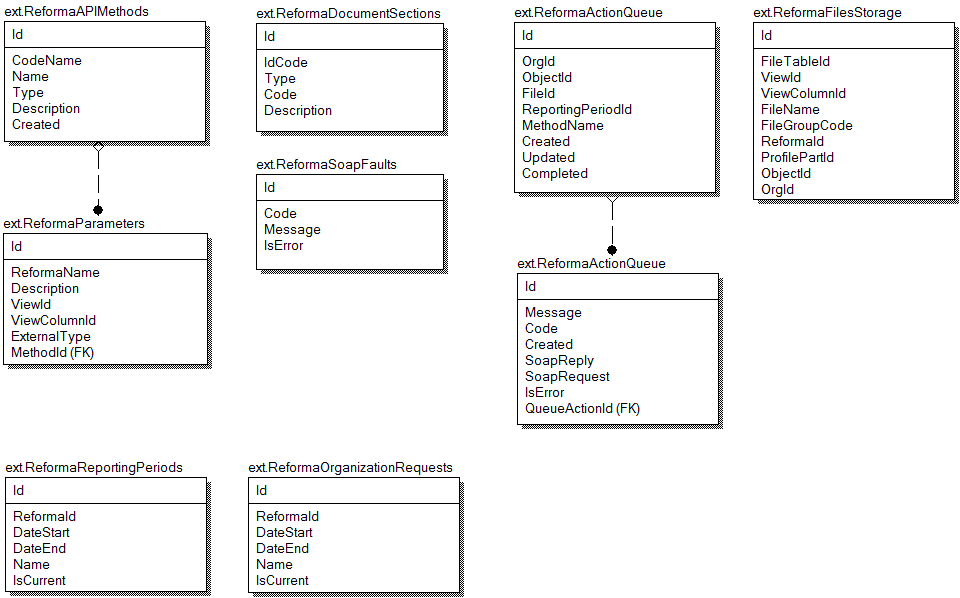 ext.ReformaAPIMethods
Id
CodeName
Name
Type
Description
Created
ext.ReformaDocumentSections
Id
IdCode
Type
Code
Description
ext.ReformaActionQueue
Id
OrgId
ObjectId
FileId
ReportingPeriodId
MethodName
Created
Updated
Completed
ext.ReformaFilesStorage
Id
FileTableId
ViewId
ViewColumnId
FileName
FileGroupCode
ReformaId
ProfilePartId
ObjectId
OrgId
ext.ReformaSoapFaults
Id
Code
Message
IsError
ext.ReformaParameters
Id
ReformaName
Description
ViewId
ViewColumnId
ExternalType
MethodId (FK)
ext.ReformaActionQueue
Id
Message
Code
Created
SoapReply
SoapRequest
IsError
QueueActionId (FK)
ext.ReformaReportingPeriods
Id
ReformaId
DateStart
DateEnd
Name
IsCurrent
ext.ReformaOrganizationRequests
Id
ReformaId
DateStart
DateEnd
Name
IsCurrent